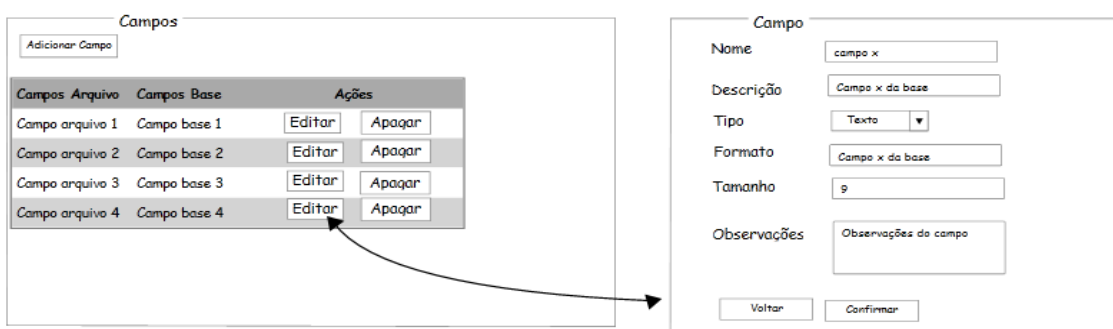 Campos
Adicionar Campo
Campos Arquivo Campos Base Ações
Campo arquivo 1 Campo base 1 Editar Apagar
Campo arquivo 2 Campo base 2 Editar Apagar
Campo arquivo 3 Campo base 3 Editar Apagar
Campo arquivo 4 Campo base 4 Editar Apagar
Campo
Nome campo x
Descrição Campo x da base
Tipo Texto
Formato Campo x da base
Tamanho 9
Observações Observações do campo
Voltar Confirmar